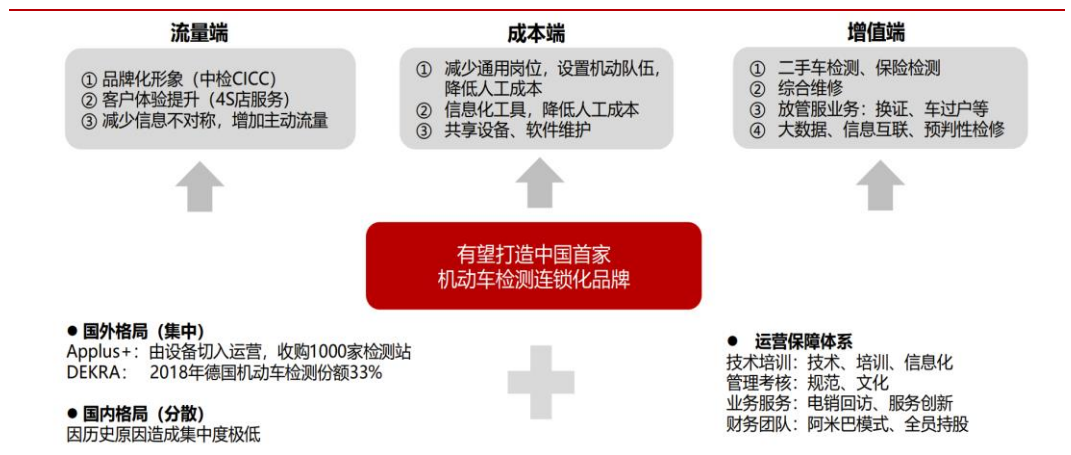 流量端
① 品牌化形象（中检CICC）
② 客户体验提升（4S店服务）
③ 减少信息不对称，增加主动流量
成本端
① 减少通用岗位，设置机动队伍，
降低人工成本
② 信息化工具，降低人工成本
③ 共享设备、软件维护
增值端
① 二手车检测、保险检测
② 综合维修
③ 放管服业务：换证、车过户等
④ 大数据、信息互联、预判性检修
有望打造中国首家
机动车检测连锁化品牌
● 国外格局（集中）
Applus+：由设备切入运营，收购1000家检测站
DEKRA： 2018年德国机动车检测份额33%
● 国内格局（分散）
因历史原因造成集中度极低
● 运营保障体系
技术培训：技术、培训、信息化
管理考核：规范、文化
业务服务：电销回访、服务创新
财务团队：阿米巴模式、全员持股